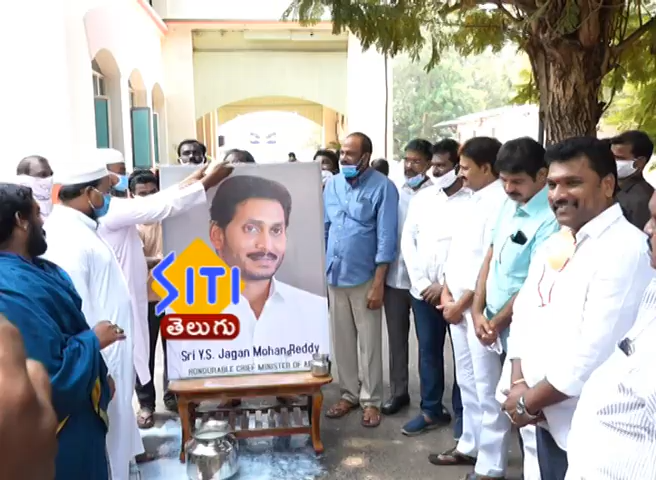 SITI
తెలుగు
Sri Y.S. Jagan Mohan Reddy
HONOURABLE CHIEF MINISTER OF